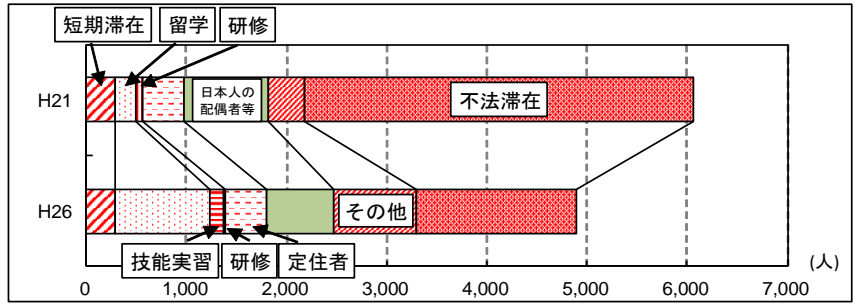 短期滞在 留学 研修
H21
日本人の
配偶者等
不法滞在
H26
その他
技能実習 研修 定住者
(人)
0 1,000 2,000 3,000 4,000 5,000 6,000 7,000